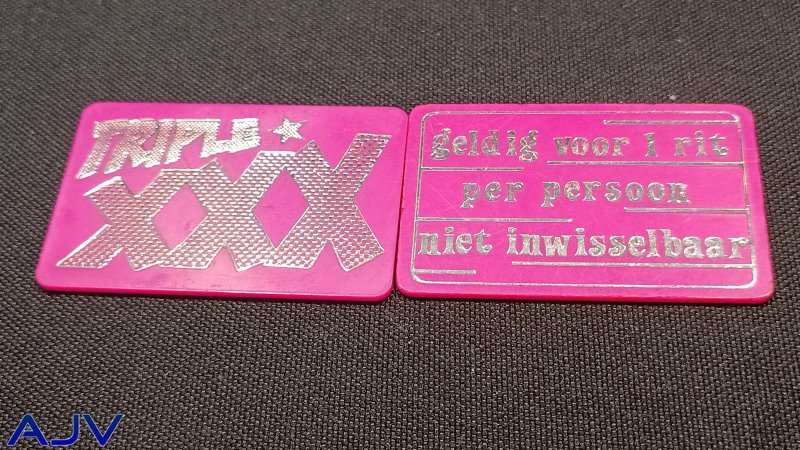 TRIPLE
XXX
geldig voor 1 rit
per persoon
niet inwisselbaar
AJV